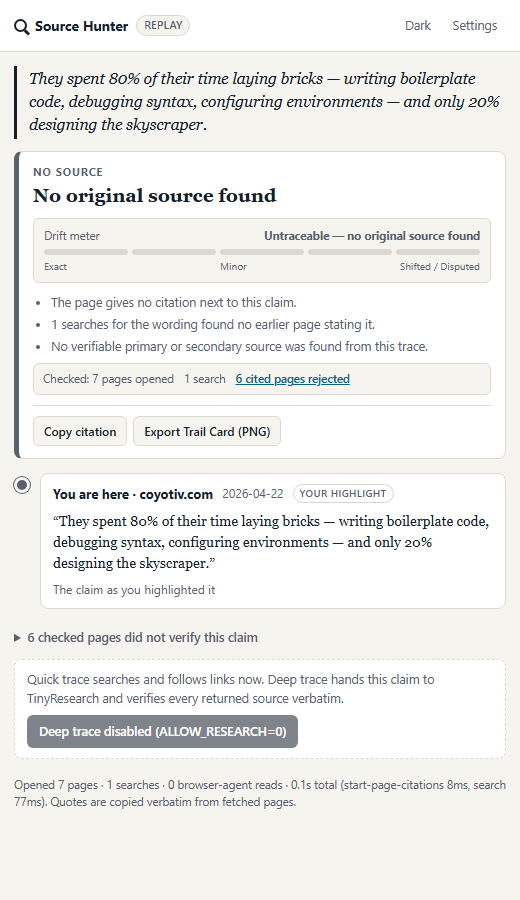 Source Hunter REPLAY Dark Settings
They spent 80% of their time laying bricks — writing boilerplate
code, debugging syntax, configuring environments — and only 20%
designing the skyscraper.
NO SOURCE
No original source found
Drift meter Untraceable — no original source found
Exact Minor Shifted / Disputed
• The page gives no citation next to this claim.
• 1 searches for the wording found no earlier page stating it.
• No verifiable primary or secondary source was found from this trace.
Checked: 7 pages opened 1 search 6 cited pages rejected
Copy citation Export Trail Card (PNG)
You are here · coyotiv.com 2026-04-22 YOUR HIGHLIGHT
“They spent 80% of their time laying bricks — writing boilerplate code,
debugging syntax, configuring environments — and only 20%
designing the skyscraper.”
The claim as you highlighted it
▶ 6 checked pages did not verify this claim
Quick trace searches and follows links now. Deep trace hands this claim to
TinyResearch and verifies every returned source verbatim.
Deep trace disabled (ALLOW_RESEARCH=0)
Opened 7 pages · 1 searches · 0 browser-agent reads · 0.1s total (start-page-citations 8ms, search
77ms). Quotes are copied verbatim from fetched pages.